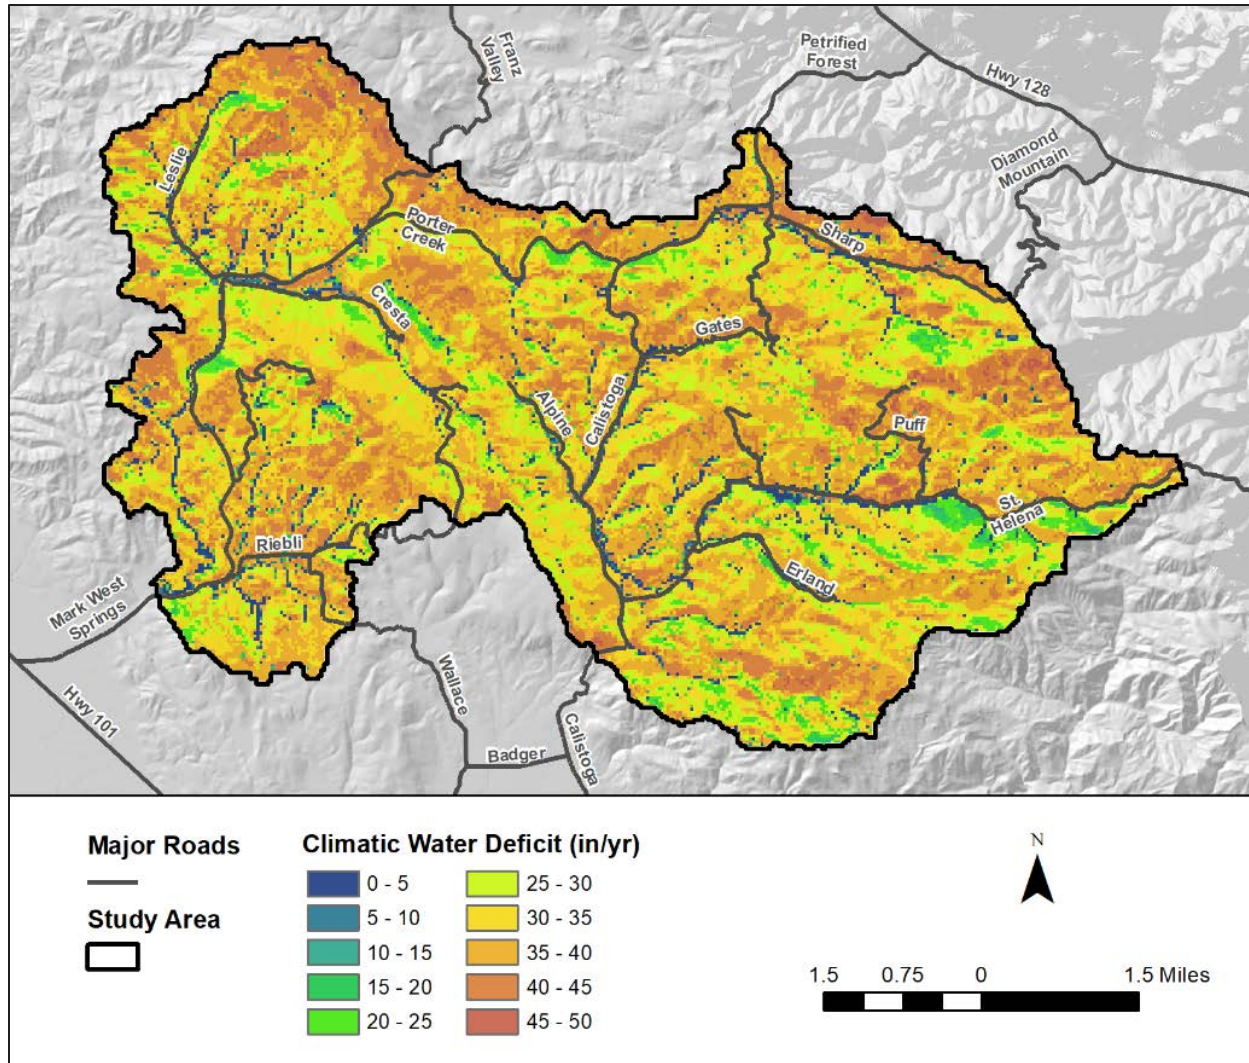 Franz
Valley
Petrified
Forest
Hwy 128
Diamond
Mountain
Leslie
Porter
Creek
Sharp
Cresta
Gates
Alpine
Calistoga
Puff
St.
Helena
Riebli
Erland
Mark West
Springs
Hwy 101
Wallace
Badger
Calistoga
Major Roads
Study Area
Climatic Water Deficit (in/yr)
0 - 5
5 - 10
10 - 15
15 - 20
20 - 25
25 - 30
30 - 35
35 - 40
40 - 45
45 - 50
N
1.5 0.75 0 1.5 Miles